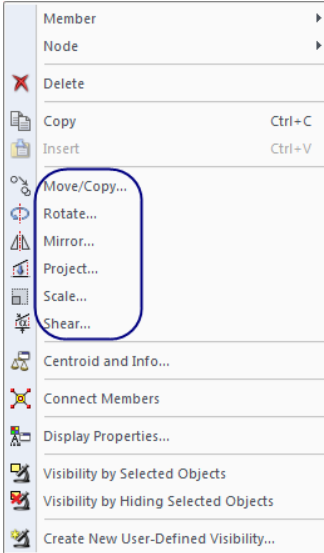 Member
Node
Delete
Copy Ctrl+C
Insert Ctrl+V
Move/Copy...
Rotate...
Mirror...
Project...
Scale...
Shear...
Centroid and Info...
Connect Members
Display Properties...
Visibility by Selected Objects
Visibility by Hiding Selected Objects
Create New User-Defined Visibility...